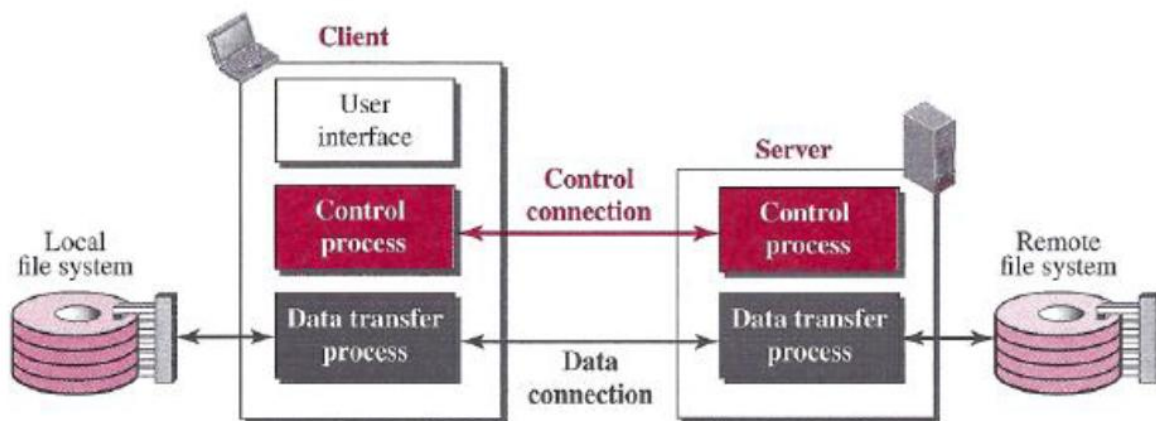 Client
User
interface
Server
Control
connection
Control
process
Control
process
Local
file system
Remote
file system
Data transfer
process
Data transfer
process
Data
connection